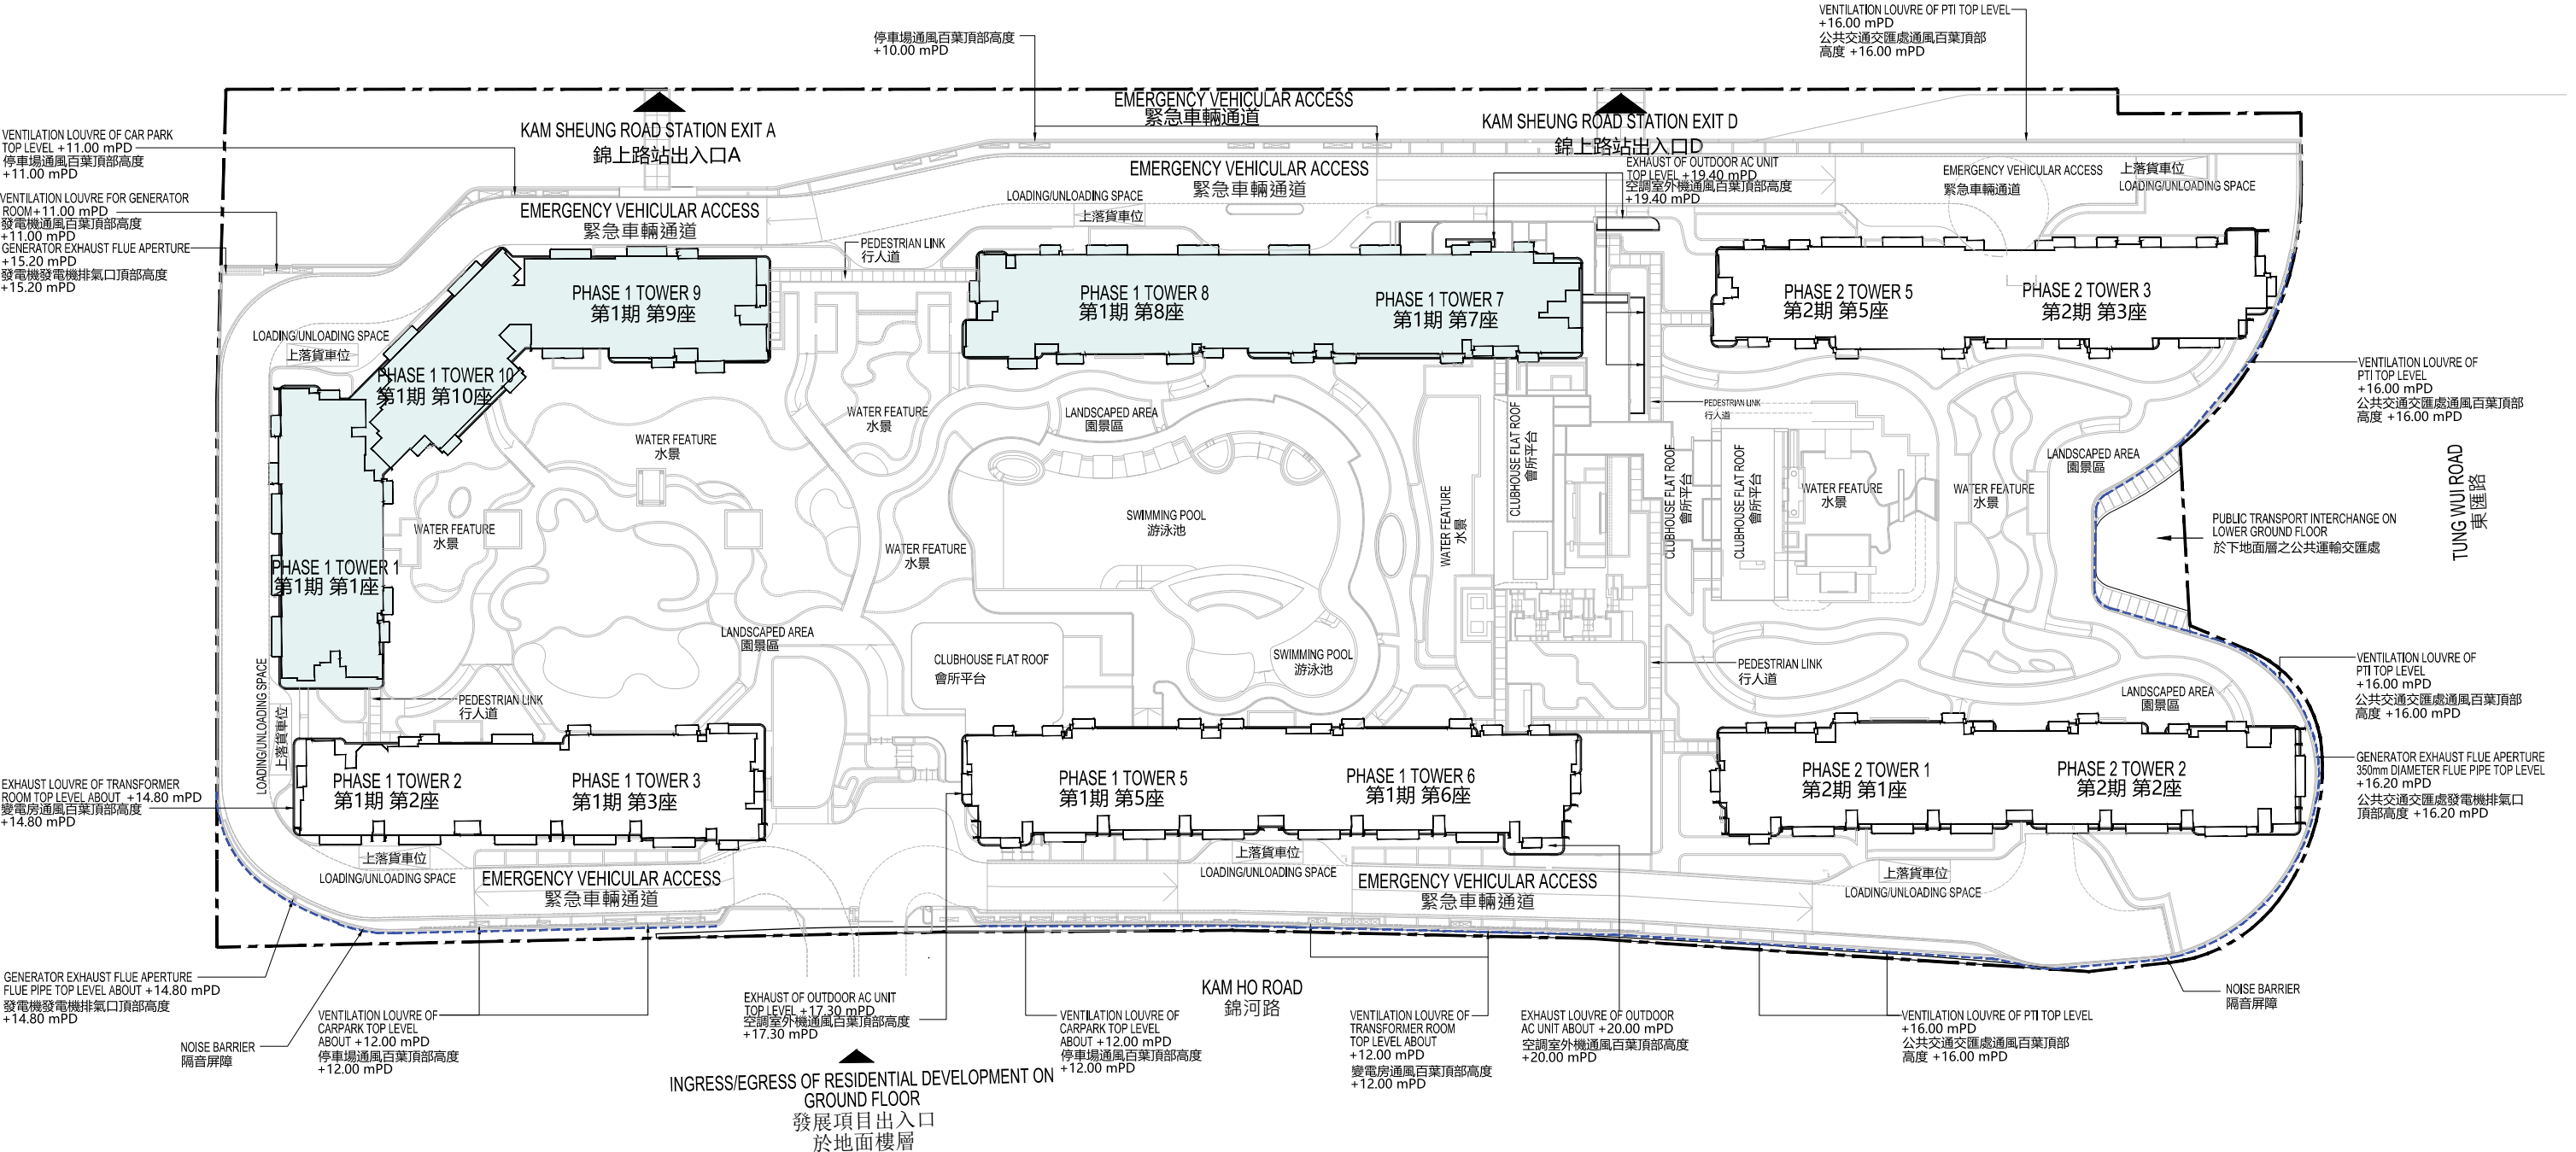 VENTILATION LOUVRE OF PTI TOP LEVEL
+16.00 mPD
公共交通交匯處通風百葉頂部
高度 +16.00 mPD
停車場通風百葉頂部高度
+10.00 mPD
EMERGENCY VEHICULAR ACCESS
緊急車輛通道
KAM SHEUNG ROAD STATION EXIT A
錦上路站出入口A
KAM SHEUNG ROAD STATION EXIT D
錦上路站出入口D
VENTILATION LOUVRE OF CAR PARK
TOP LEVEL +11.00 mPD
停車場通風百葉頂部高度
+11.00 mPD
VENTILATION LOUVRE FOR GENERATOR
ROOM+11.00 mPD
發電機通風百葉頂部高度
+11.00 mPD
GENERATOR EXHAUST FLUE APERTURE
+15.20 mPD
發電機發電機排氣口頂部高度
+15.20 mPD
EMERGENCY VEHICULAR ACCESS
緊急車輛通道
EMERGENCY VEHICULAR ACCESS
緊急車輛通道
EXHAUST OF OUTDOOR AC UNIT
TOP LEVEL +19.40 mPD
空調室外機通風百葉頂部高度
+19.40 mPD
EMERGENCY VEHICULAR ACCESS
緊急車輛通道
上落貨車位
LOADING/UNLOADING SPACE
LOADING/UNLOADING SPACE
上落貨車位
PEDESTRIAN LINK
行人道
PHASE 1 TOWER 9
第1期 第9座
PHASE 1 TOWER 8
第1期 第8座
PHASE 1 TOWER 7
第1期 第7座
PHASE 2 TOWER 5
第2期 第5座
PHASE 2 TOWER 3
第2期 第3座
LOADING/UNLOADING SPACE
上落貨車位
PHASE 1 TOWER 10
第1期 第10座
VENTILATION LOUVRE OF
PTI TOP LEVEL
+16.00 mPD
公共交通交匯處通風百葉頂部
高度 +16.00 mPD
WATER FEATURE
水景
WATER FEATURE
水景
LANDSCAPED AREA
園景區
PEDESTRIAN LINK
行人道
CLUBHOUSE FLAT ROOF
會所平台
CLUBHOUSE FLAT ROOF
會所平台
CLUBHOUSE FLAT ROOF
會所平台
LANDSCAPED AREA
園景區
TUNG WUI ROAD
東匯路
WATER FEATURE
水景
WATER FEATURE
水景
WATER FEATURE
水景
SWIMMING POOL
游泳池
WATER FEATURE
水景
WATER FEATURE
水景
PUBLIC TRANSPORT INTERCHANGE ON
LOWER GROUND FLOOR
於下地面層之公共運輸交匯處
PHASE 1 TOWER 1
第1期 第1座
LANDSCAPED AREA
園景區
CLUBHOUSE FLAT ROOF
會所平台
SWIMMING POOL
游泳池
PEDESTRIAN LINK
行人道
VENTILATION LOUVRE OF
PTI TOP LEVEL
+16.00 mPD
公共交通交匯處通風百葉頂部
高度 +16.00 mPD
LOADING/UNLOADING SPACE
上落貨車位
PEDESTRIAN LINK
行人道
LANDSCAPED AREA
園景區
EXHAUST LOUVRE OF TRANSFORMER
ROOM TOP LEVEL ABOUT +14.80 mPD
變電房通風百葉頂部高度
+14.80 mPD
PHASE 1 TOWER 2
第1期 第2座
PHASE 1 TOWER 3
第1期 第3座
PHASE 1 TOWER 5
第1期 第5座
PHASE 1 TOWER 6
第1期 第6座
PHASE 2 TOWER 1
第2期 第1座
PHASE 2 TOWER 2
第2期 第2座
GENERATOR EXHAUST FLUE APERTURE
350mm DIAMETER FLUE PIPE TOP LEVEL
+16.20 mPD
公共交通交匯處發電機排氣口
頂部高度 +16.20 mPD
上落貨車位
LOADING/UNLOADING SPACE
EMERGENCY VEHICULAR ACCESS
緊急車輛通道
上落貨車位
LOADING/UNLOADING SPACE
EMERGENCY VEHICULAR ACCESS
緊急車輛通道
上落貨車位
LOADING/UNLOADING SPACE
GENERATOR EXHAUST FLUE APERTURE
FLUE PIPE TOP LEVEL ABOUT +14.80 mPD
發電機發電機排氣口頂部高度
+14.80 mPD
NOISE BARRIER
隔音屏障
VENTILATION LOUVRE OF
CARPARK TOP LEVEL
ABOUT +12.00 mPD
停車場通風百葉頂部高度
+12.00 mPD
EXHAUST OF OUTDOOR AC UNIT
TOP LEVEL +17.30 mPD
空調室外機通風百葉頂部高度
+17.30 mPD
VENTILATION LOUVRE OF
CARPARK TOP LEVEL
ABOUT +12.00 mPD
停車場通風百葉頂部高度
+12.00 mPD
KAM HO ROAD
錦河路
VENTILATION LOUVRE OF
TRANSFORMER ROOM
TOP LEVEL ABOUT
+12.00 mPD
變電房通風百葉頂部高度
+12.00 mPD
EXHAUST LOUVRE OF OUTDOOR
AC UNIT ABOUT +20.00 mPD
空調室外機通風百葉頂部高度
+20.00 mPD
VENTILATION LOUVRE OF PTI TOP LEVEL
+16.00 mPD
公共交通交匯處通風百葉頂部
高度 +16.00 mPD
NOISE BARRIER
隔音屏障
INGRESS/EGRESS OF RESIDENTIAL DEVELOPMENT ON
GROUND FLOOR
發展項目出入口
於地面樓層